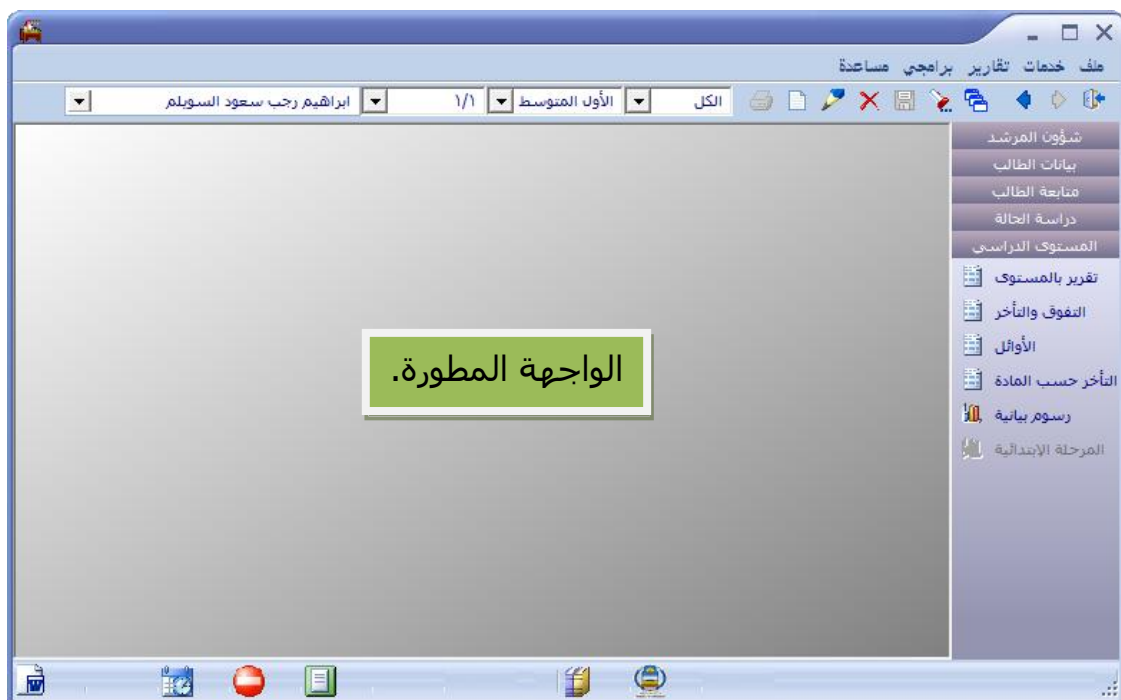 ملف خدمات تقارير برامجي مساعدة
الكل الأول المتوسط ١/١ ابراهيم رجب سعود السويلم
شؤون المرشد
بيانات الطالب
متابعة الطالب
دراسة الحالة
المستوى الدراسي
تقرير بالمستوى
التفوق والتأخر
الأوائل
التأخر حسب المادة
رسوم بيانية
المرحلة الإبتدائية
الواجهة المطورة.